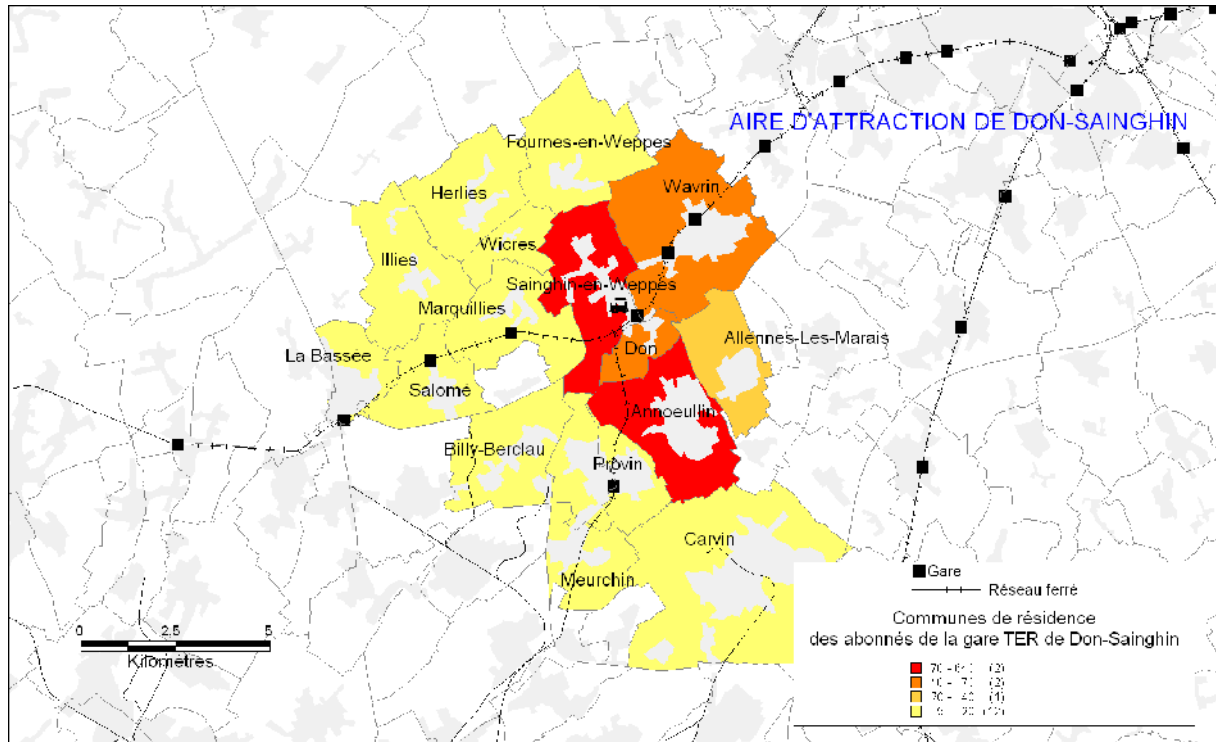 AIRE D'ATTRACTION DE DON-SAINGHIN
Fournes-en-Weppes
Wavrin
Herlies
Wicres
Illies
Sainghin-en-Weppes
Marquillies
Allennes-Les-Marais
La Bassée
Don
Salomé
Annoeullin
Billy-Berclau
Provin
Carvin
Meurchin
Gare
Réseau ferré
0 2,5 5
Kilomètres
Communes de résidence
des abonnés de la gare TER de Don-Sainghin